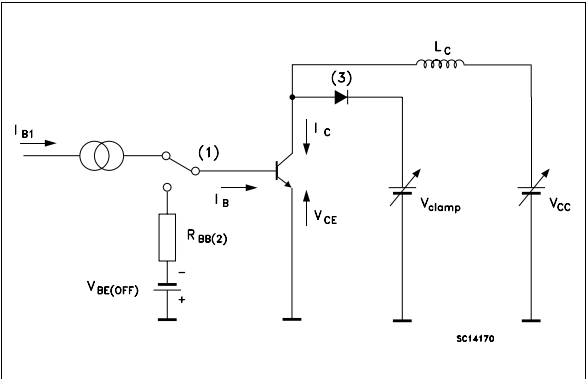 L C
(3)
I B1
(1)
I C
I B
V CE
V clamp
V CC
R BB(2)
−
V BE(OFF)
+
SC14170